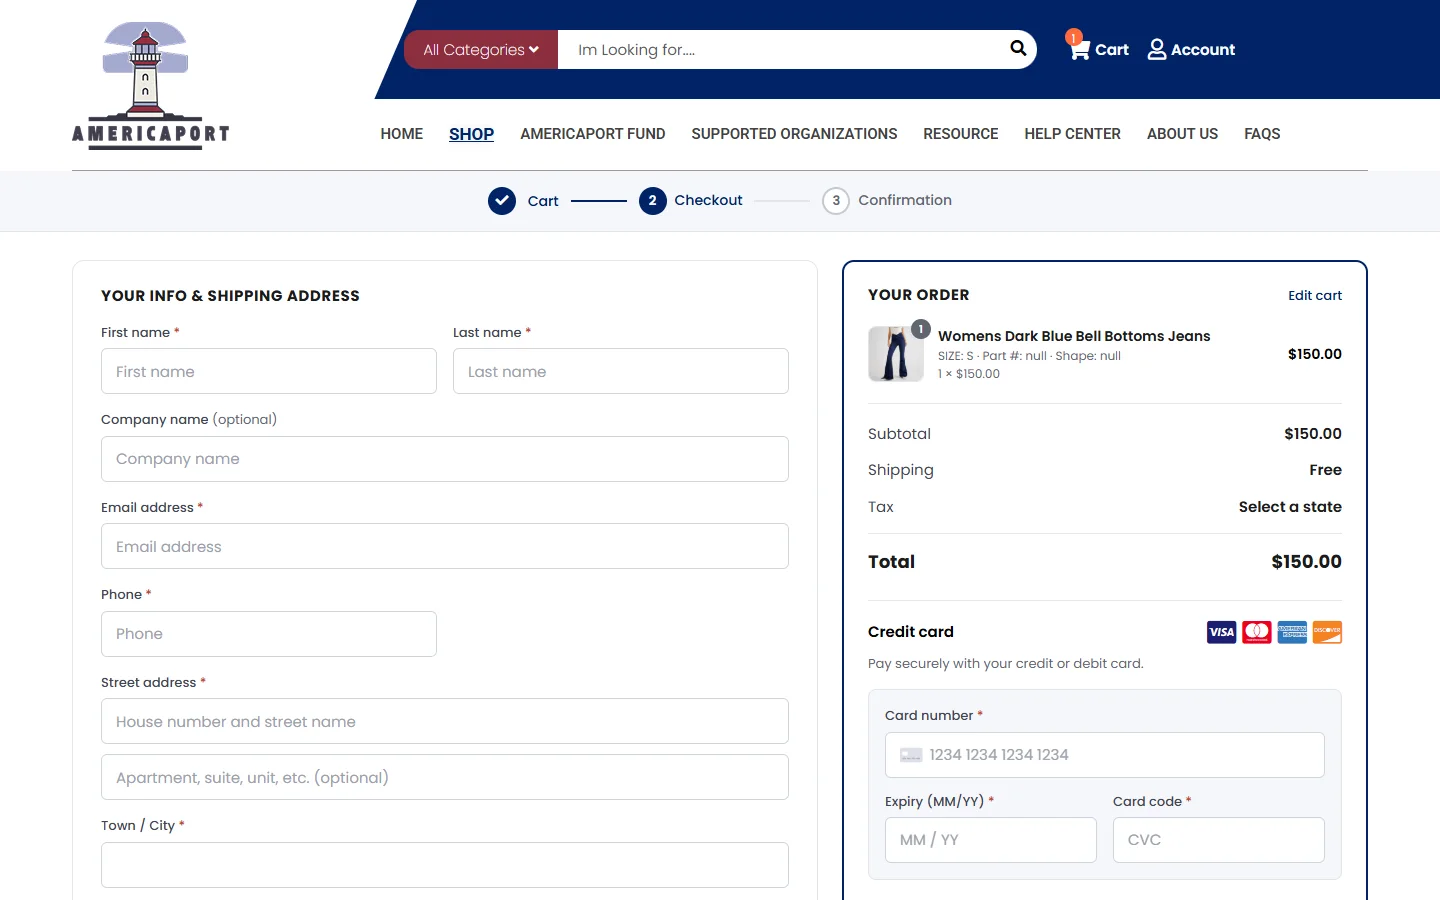 All Categories
Im Looking for....
1
Cart
Account
AMERICAPORT
HOME
SHOP
AMERICAPORT FUND
SUPPORTED ORGANIZATIONS
RESOURCE
HELP CENTER
ABOUT US
FAQS
Cart
2 Checkout
3 Confirmation
YOUR INFO & SHIPPING ADDRESS
First name *
Last name *
First name
Last name
Company name (optional)
Company name
Email address *
Email address
Phone *
Phone
Street address *
House number and street name
Apartment, suite, unit, etc. (optional)
Town / City *
YOUR ORDER
Edit cart
1
Womens Dark Blue Bell Bottoms Jeans
SIZE: S · Part #: null · Shape: null
1 × $150.00
$150.00
Subtotal
$150.00
Shipping
Free
Tax
Select a state
Total
$150.00
Credit card
VISA
DISCOVER
Pay securely with your credit or debit card.
Card number *
1234 1234 1234 1234
Expiry (MM/YY) *
Card code *
MM / YY
CVC